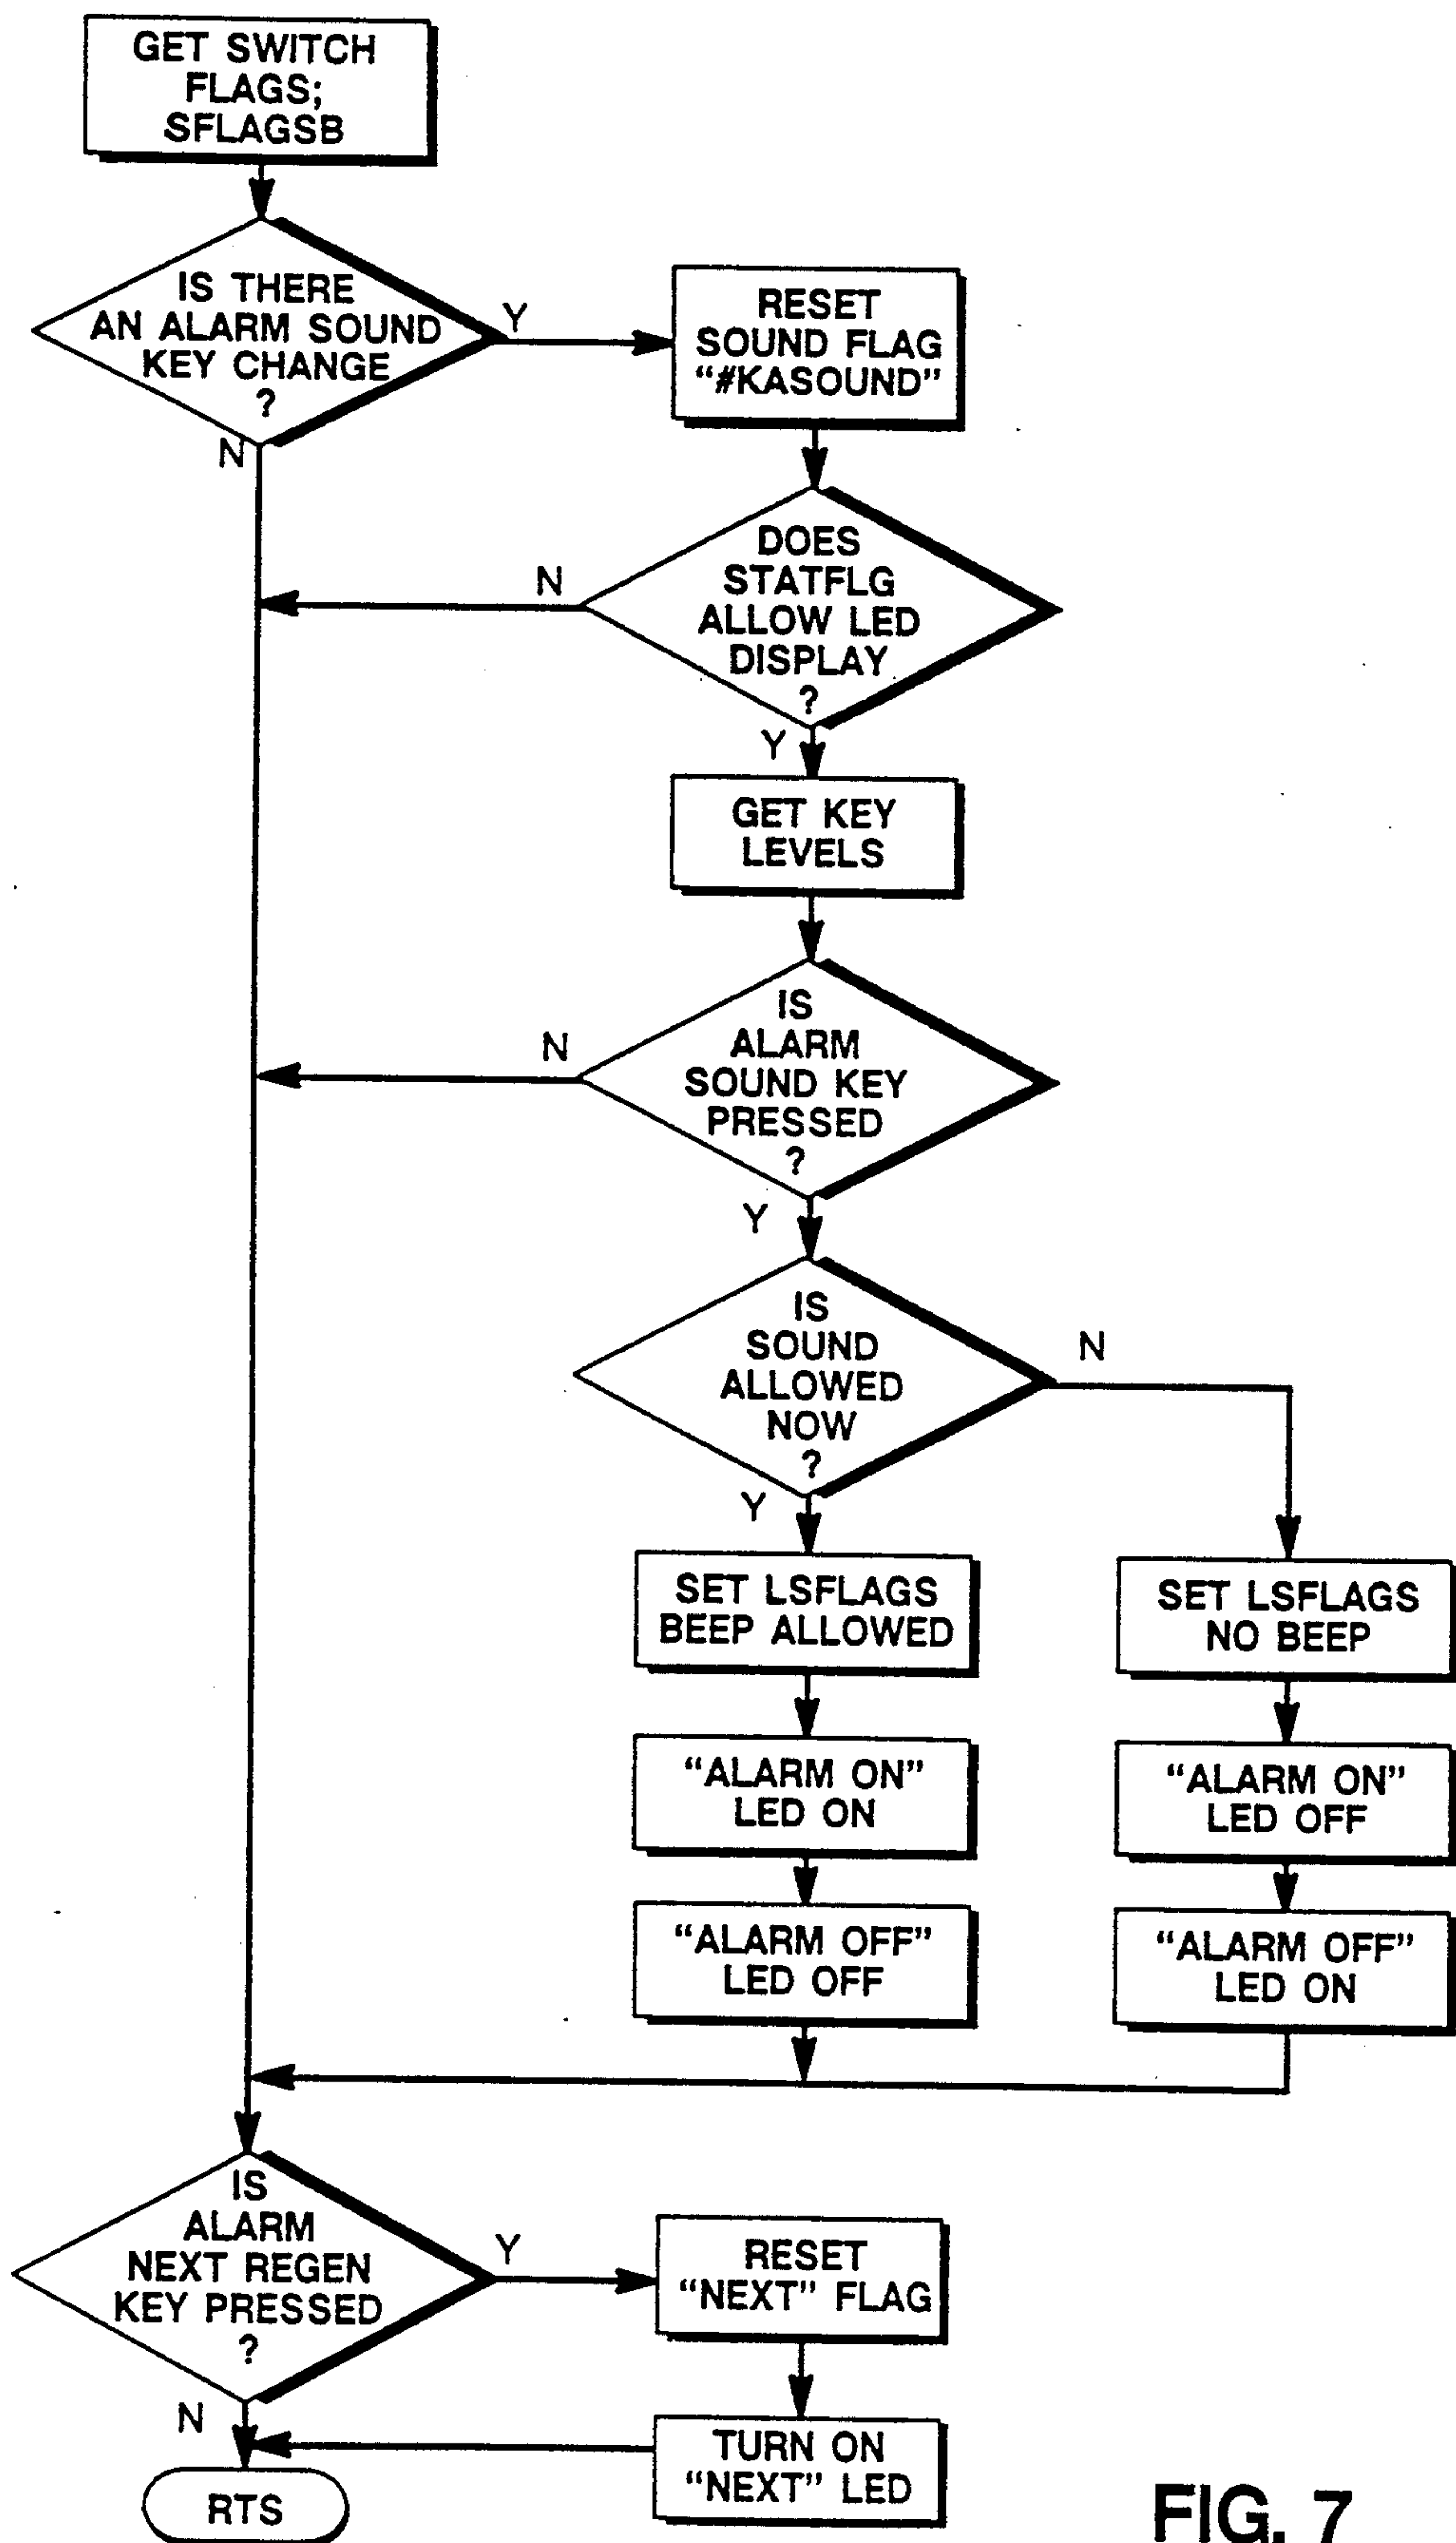 GET SWITCH
FLAGS;
SFLAGSB
IS THERE
AN ALARM SOUND
KEY CHANGE
?
Y
N
RESET
SOUND FLAG
“#KASOUND”
DOES
STATFLG
ALLOW LED
DISPLAY
?
N
Y
GET KEY
LEVELS
IS
ALARM
SOUND KEY
PRESSED
?
N
Y
IS
SOUND
ALLOWED
NOW
?
N
Y
SET LSFLAGS
BEEP ALLOWED
SET LSFLAGS
NO BEEP
“ALARM ON”
LED ON
“ALARM ON”
LED OFF
“ALARM OFF”
LED OFF
“ALARM OFF”
LED ON
IS
ALARM
NEXT REGEN
KEY PRESSED
?
Y
N
RESET
“NEXT” FLAG
TURN ON
“NEXT” LED
RTS
FIG. 7